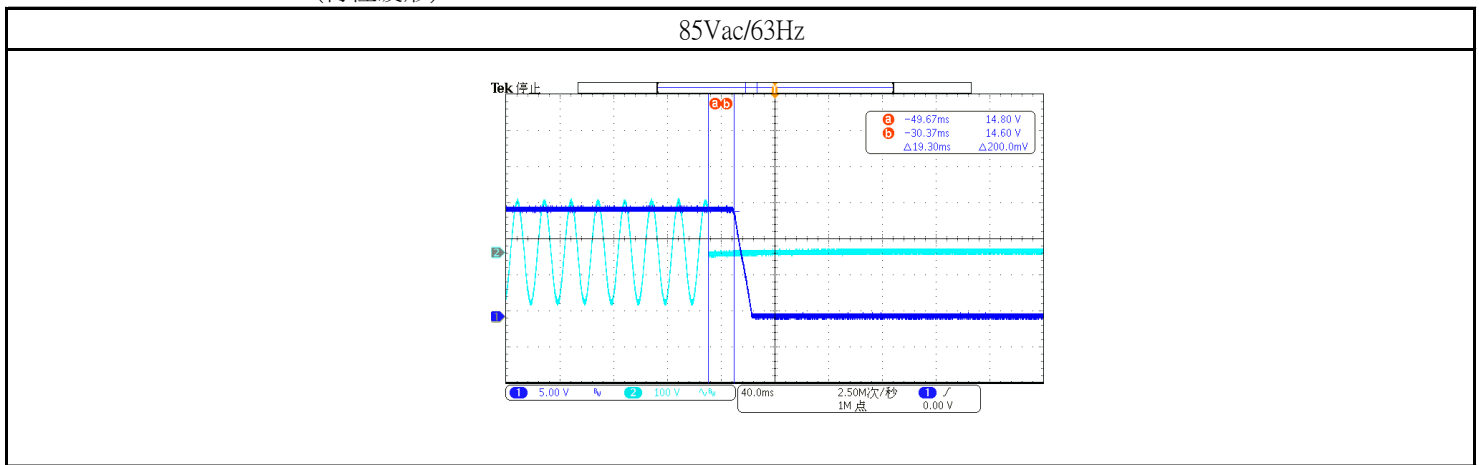 85Vac/63Hz
Tek 停止
a b
a -49.67ms 14.80 V
b -30.37ms 14.60 V
△19.30ms △200.0mV
2
1
1 5.00 V 2 100 V
40.0ms 2.50M次/秒 1
1M 点 0.00 V